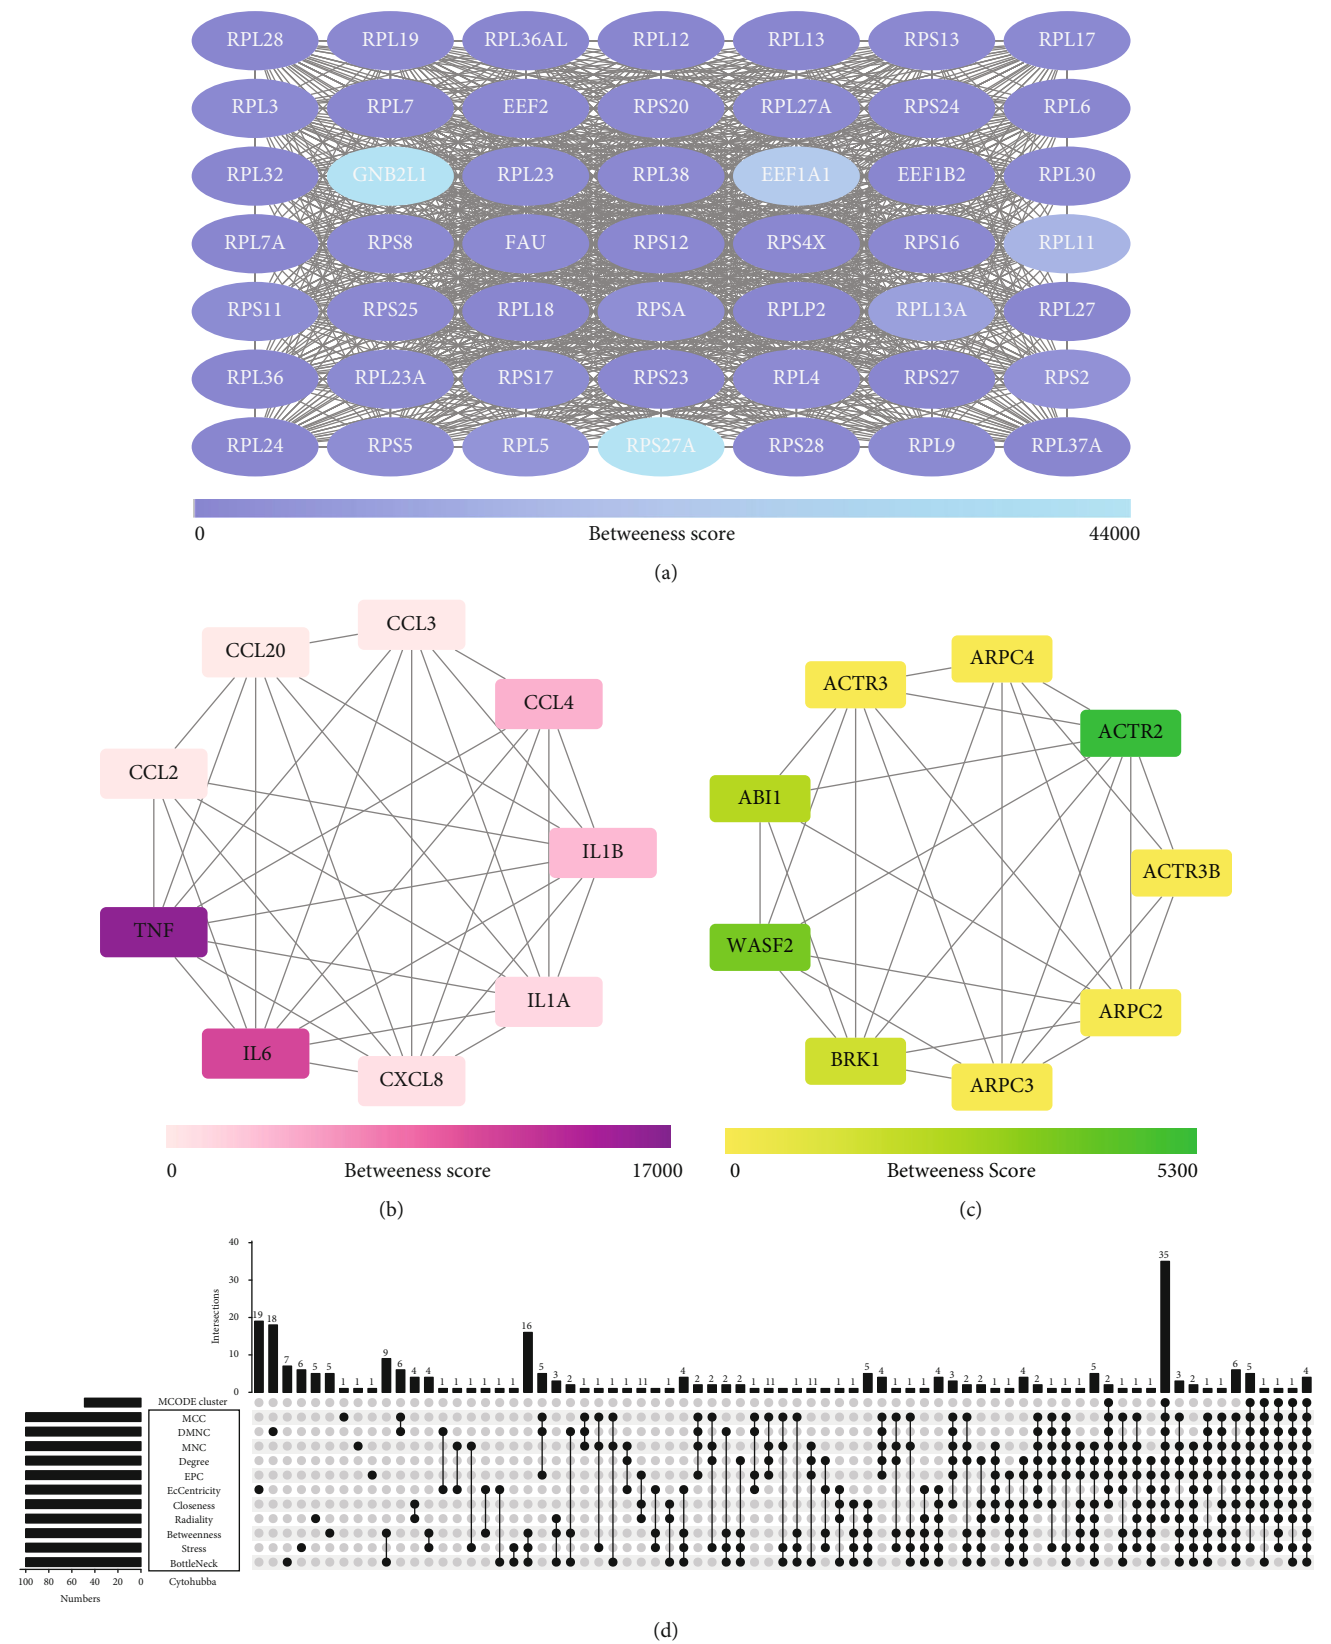 RPL28 RPL19 RPL36AL RPL12 RPL13 RPS13 RPL17
RPL3 RPL7 EEF2 RPS20 RPL27A RPS24 RPL6
RPL32 GNB2L1 RPL23 RPL38 EEF1A1 EEF1B2 RPL30
RPL7A RPS8 FAU RPS12 RPS4X RPS16 RPL11
RPS11 RPS25 RPL18 RPSA RPLP2 RPL13A RPL27
RPL36 RPL23A RPS17 RPS23 RPL4 RPS27 RPS2
RPL24 RPS5 RPL5 RPS27A RPS28 RPL9 RPL37A
0 Betweeness score 44000
(a)
CCL3
CCL20
CCL4
CCL2
IL1B
TNF
IL1A
IL6
CXCL8
0 Betweeness score 17000
(b)
ARPC4
ACTR3
ACTR2
ABI1
ACTR3B
WASF2
ARPC2
BRK1
ARPC3
0 Betweeness Score 5300
(c)
40
30
20
10
0
Intersections
19 18 7 6 5 5 1 1 1 9 6 4 4 1 1 1 1 1 1 16 5 3 2 1 1 1 1 11 1 1 4 2 2 2 2 1 11 1 11 1 1 1 5 4 1 1 1 4 3 2 2 1 1 4 2 1 1 1 5 2 1 1 1 35 3 2 1 1 6 5 1 1 1 4
MCODE cluster
MCC
DMNC
MNC
Degree
EPC
EcCentricity
Closeness
Radiality
Betweenness
Stress
BottleNeck
Cytohubba
100 80 60 40 20 0
Numbers
(d)